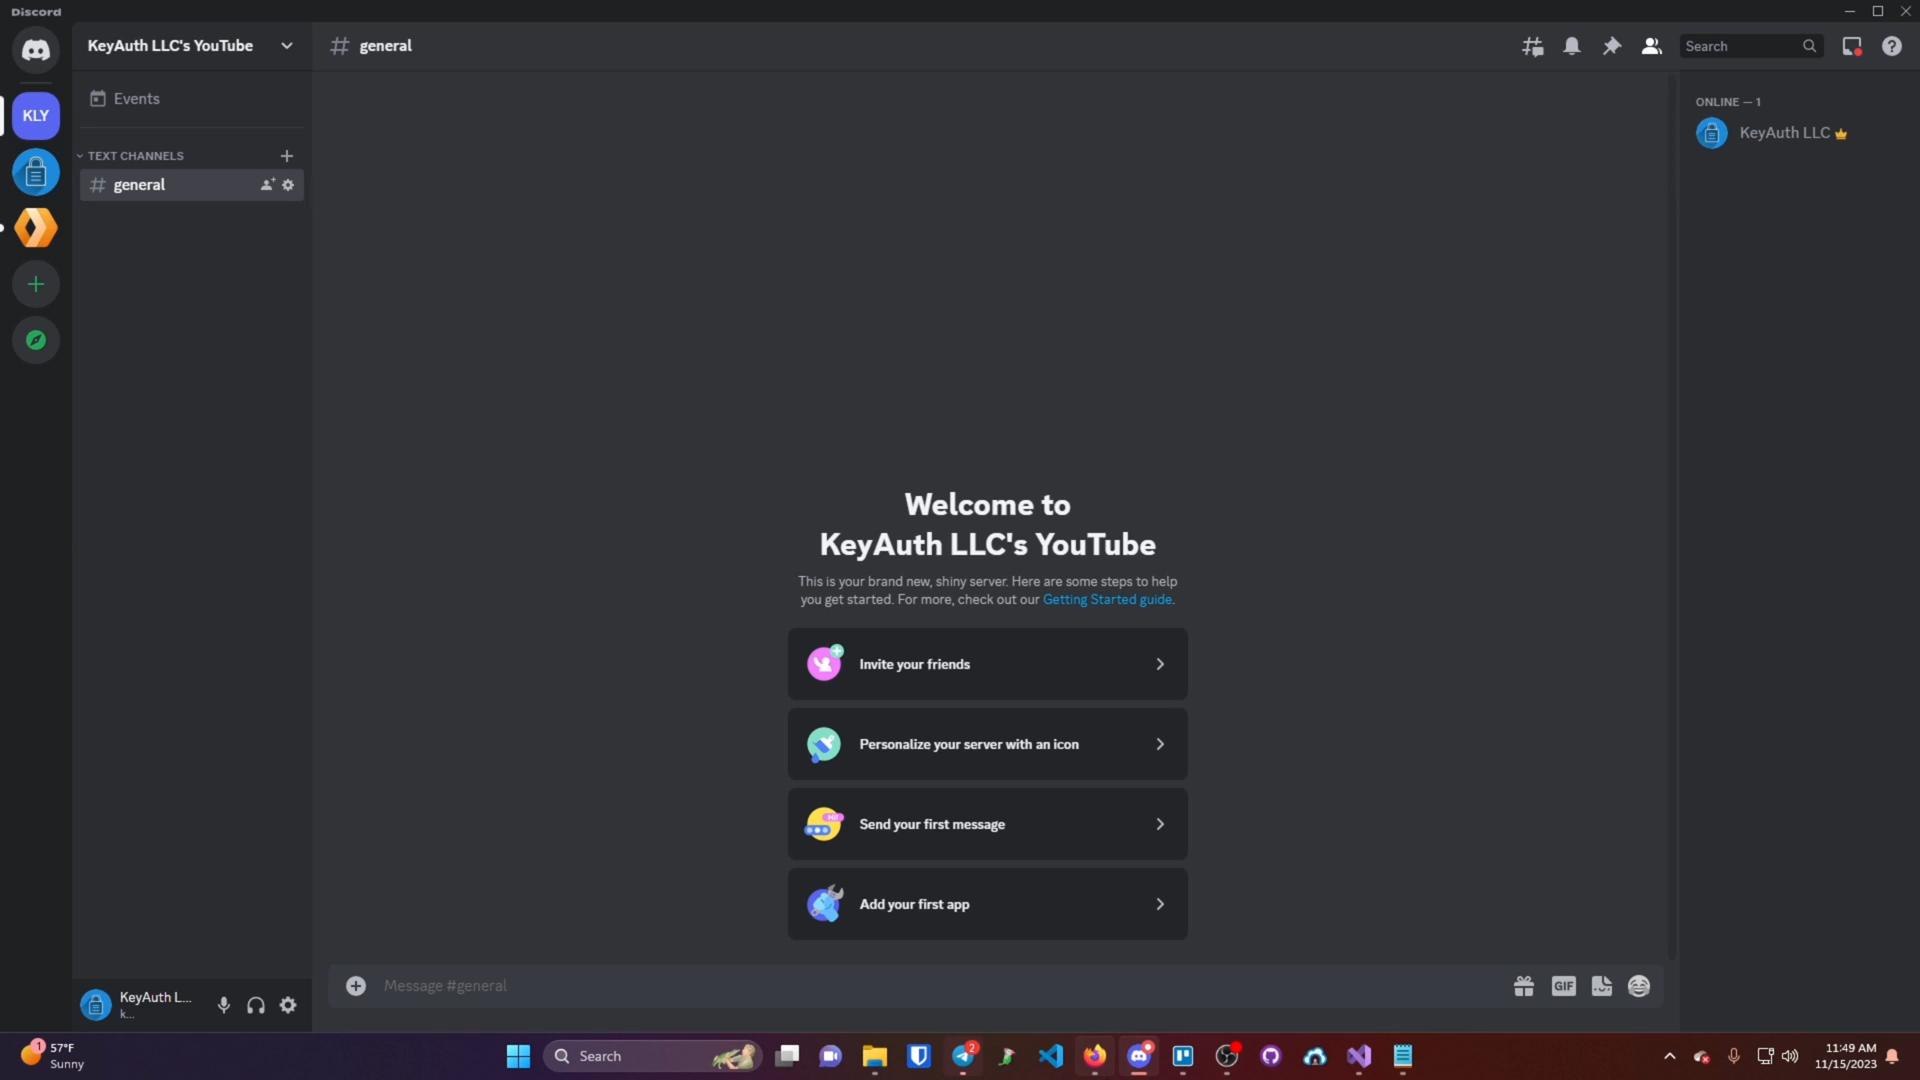 Discord
KeyAuth LLC's YouTube
general
Search
KLY
Events
TEXT CHANNELS
general
ONLINE — 1
KeyAuth LLC
Welcome to
KeyAuth LLC's YouTube
This is your brand new, shiny server. Here are some steps to help
you get started. For more, check out our Getting Started guide.
Invite your friends
Personalize your server with an icon
Hi!
Send your first message
Add your first app
Message #general
GIF
KeyAuth L...
k...
1
57°F
Sunny
Search
2
11:49 AM
11/15/2023